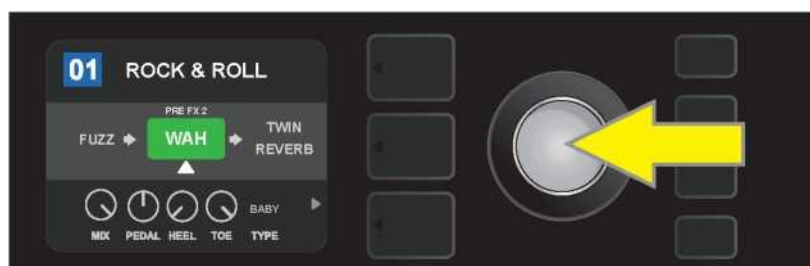 01 ROCK & ROLL
PRE FX 2
FUZZ WAH TWIN
REVERB
BABY
MIX PEDAL HEEL TOE TYPE